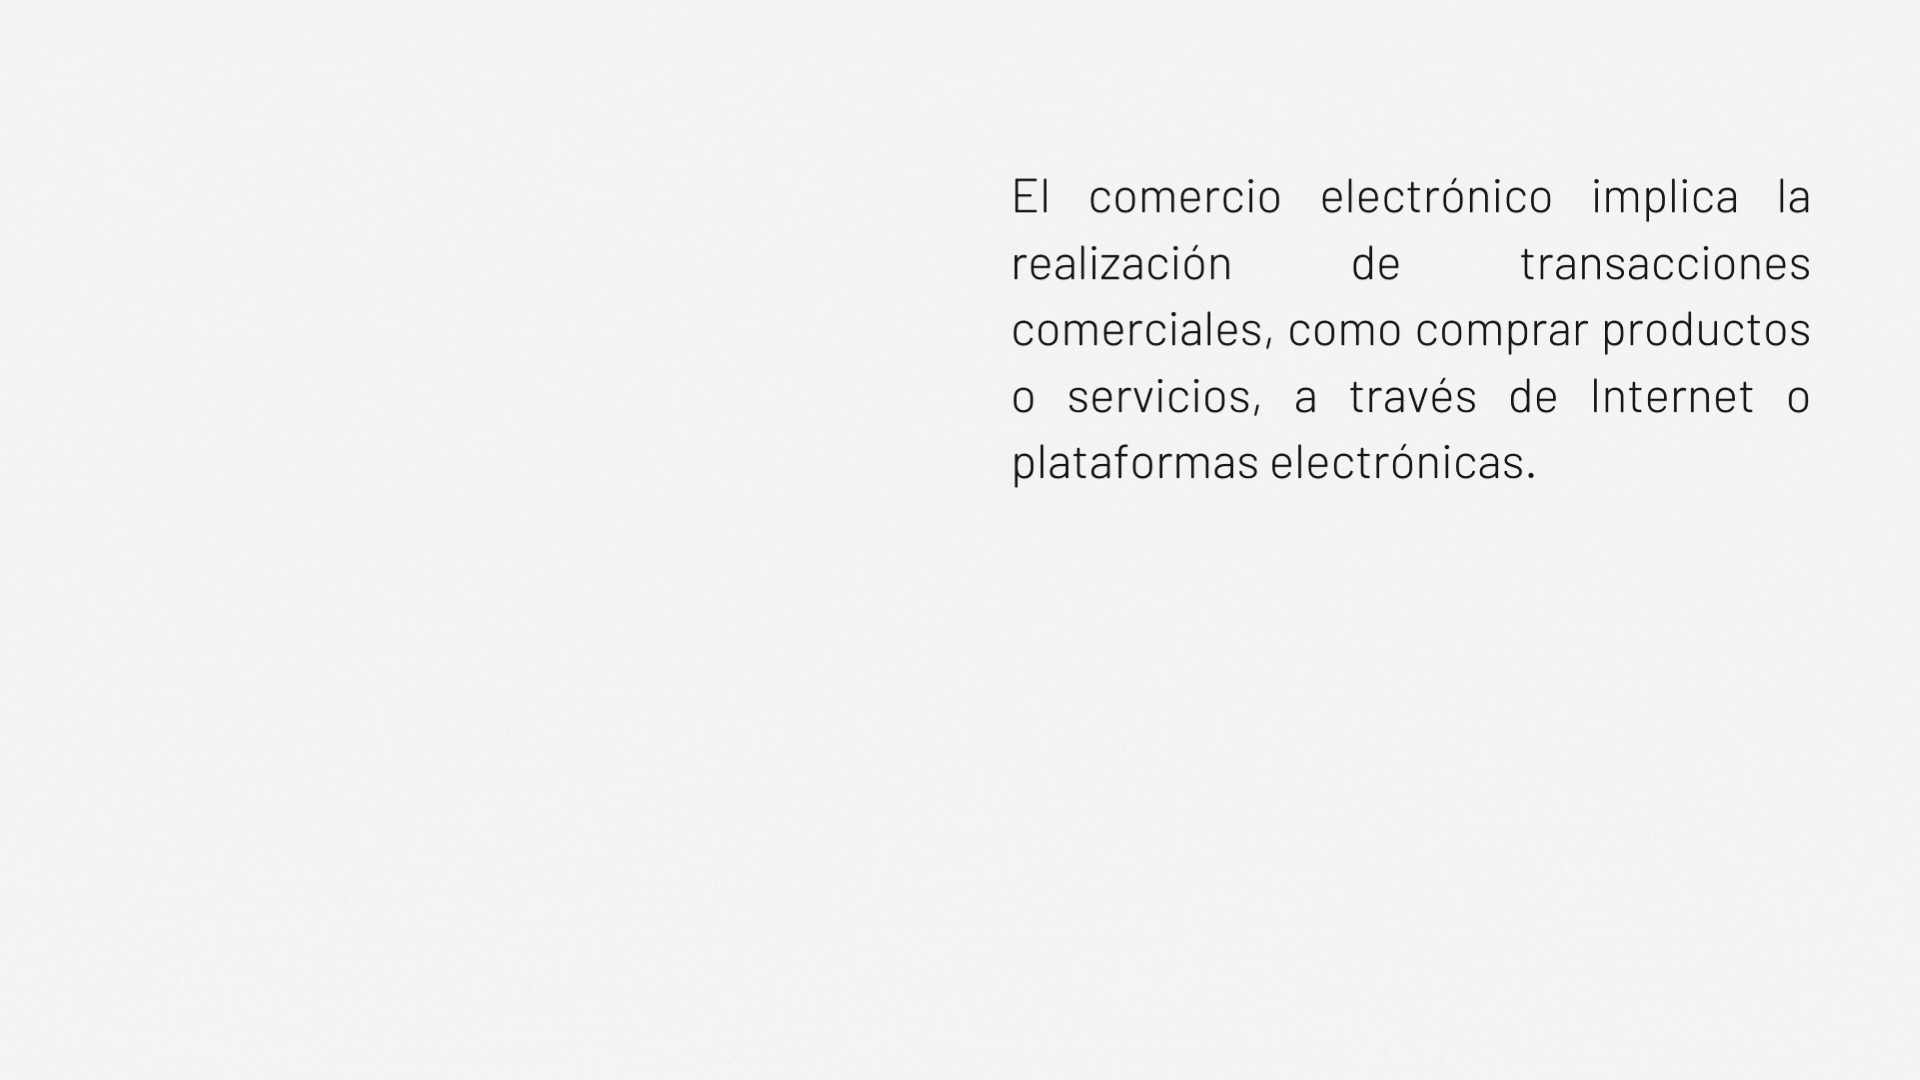 El comercio electrónico implica la
realización de transacciones
comerciales, como comprar productos
o servicios, a través de Internet o
plataformas electrónicas.